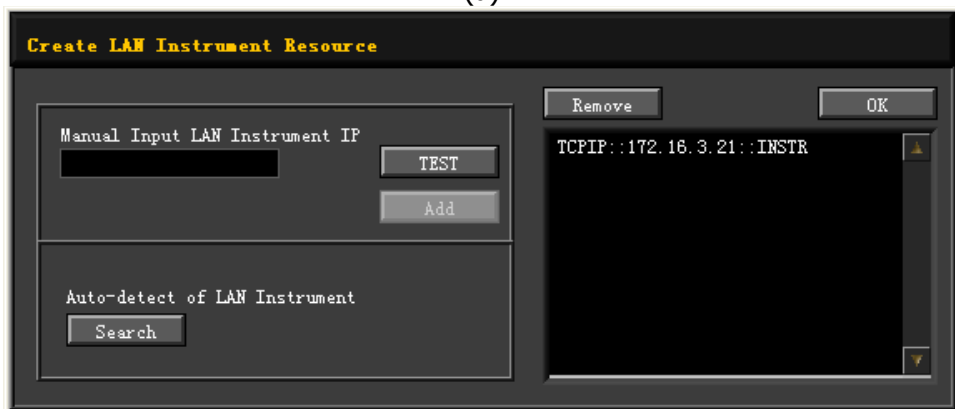 Create LAN Instrument Resource
Manual Input LAN Instrument IP
TEST
Add
Auto-detect of LAN Instrument
Search
Remove
OK
TCPIP::172.16.3.21::INSTR